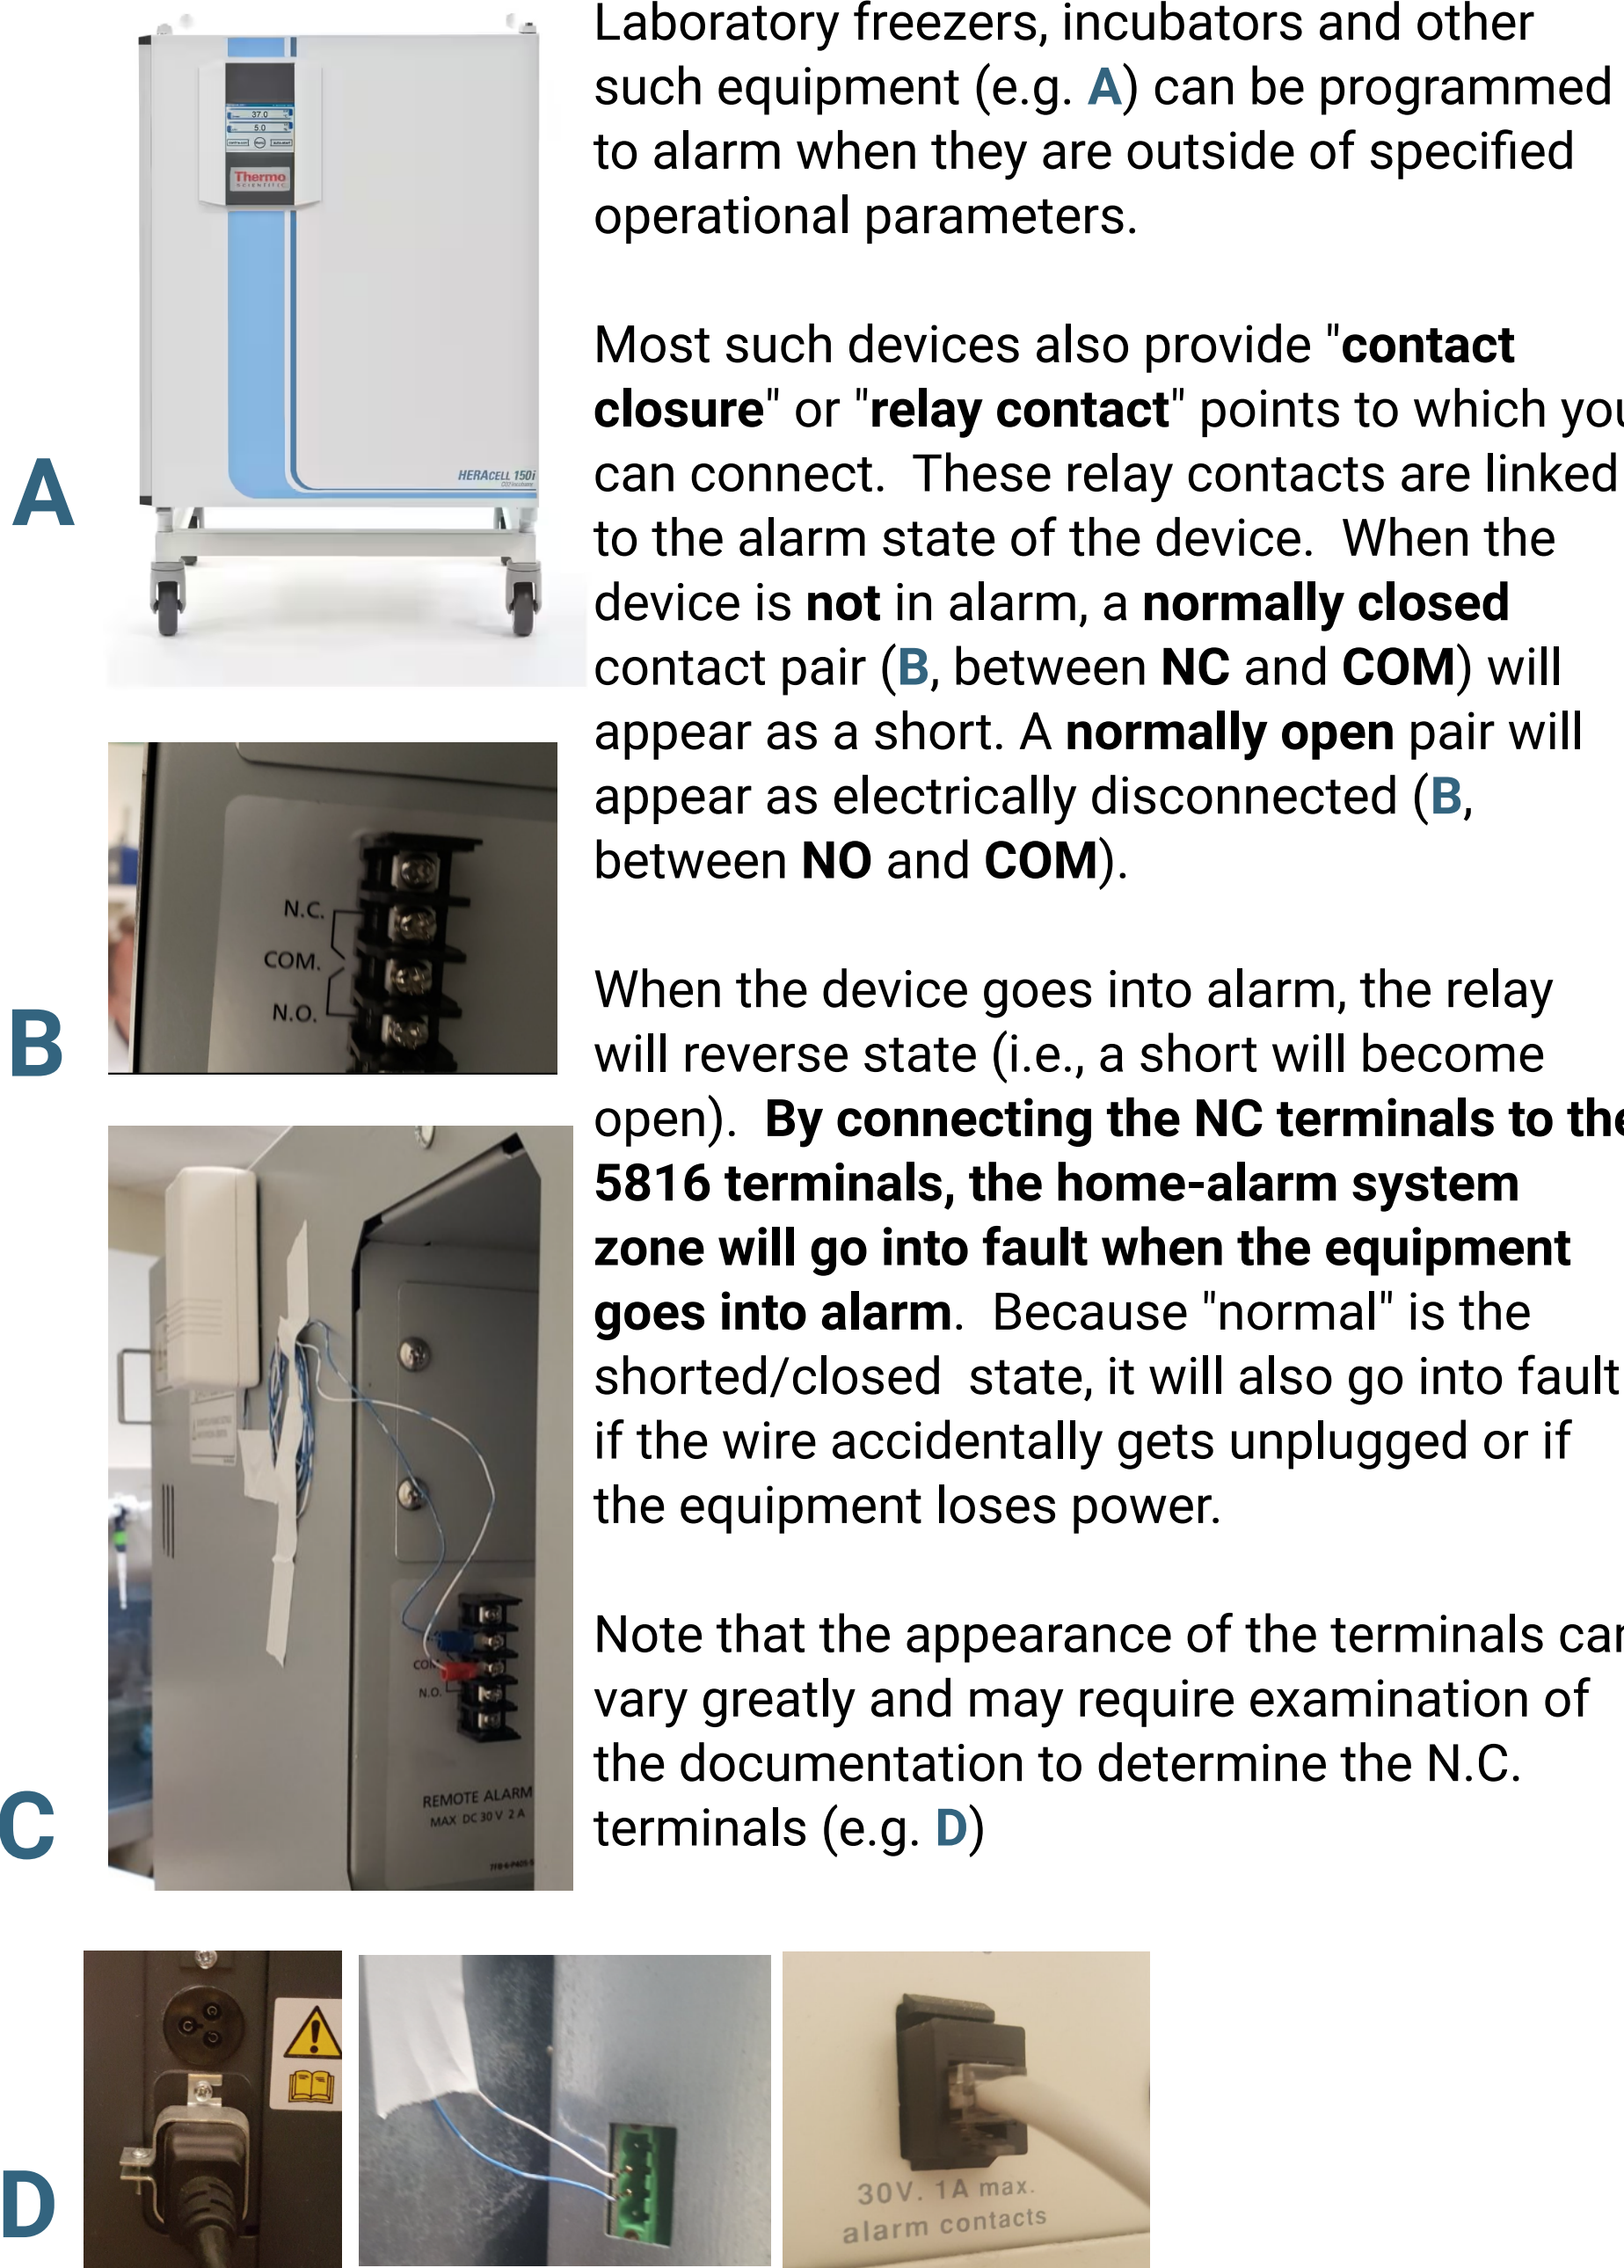 Laboratory freezers, incubators and other
such equipment (e.g. A) can be programmed
to alarm when they are outside of specified
operational parameters.
Most such devices also provide "contact
closure" or "relay contact" points to which you
can connect.  These relay contacts are linked
to the alarm state of the device.  When the
device is not in alarm, a normally closed
contact pair (B, between NC and COM) will
appear as a short. A normally open pair will
appear as electrically disconnected (B,
between NO and COM).
When the device goes into alarm, the relay
will reverse state (i.e., a short will become
open).  By connecting the NC terminals to the
5816 terminals, the home-alarm system
zone will go into fault when the equipment
goes into alarm.  Because "normal" is the
shorted/closed  state, it will also go into fault
if the wire accidentally gets unplugged or if
the equipment loses power.
Note that the appearance of the terminals can
vary greatly and may require examination of
the documentation to determine the N.C.
terminals (e.g. D)
A
37.0
5.0
Thermo
SCIENTIFIC
HERACELL 150i
CO2 Incubator
B
N.C.
COM.
N.O.
C
COM
N.O.
REMOTE ALARM
MAX DC 30 V 2 A
D
30V. 1A max.
alarm contacts